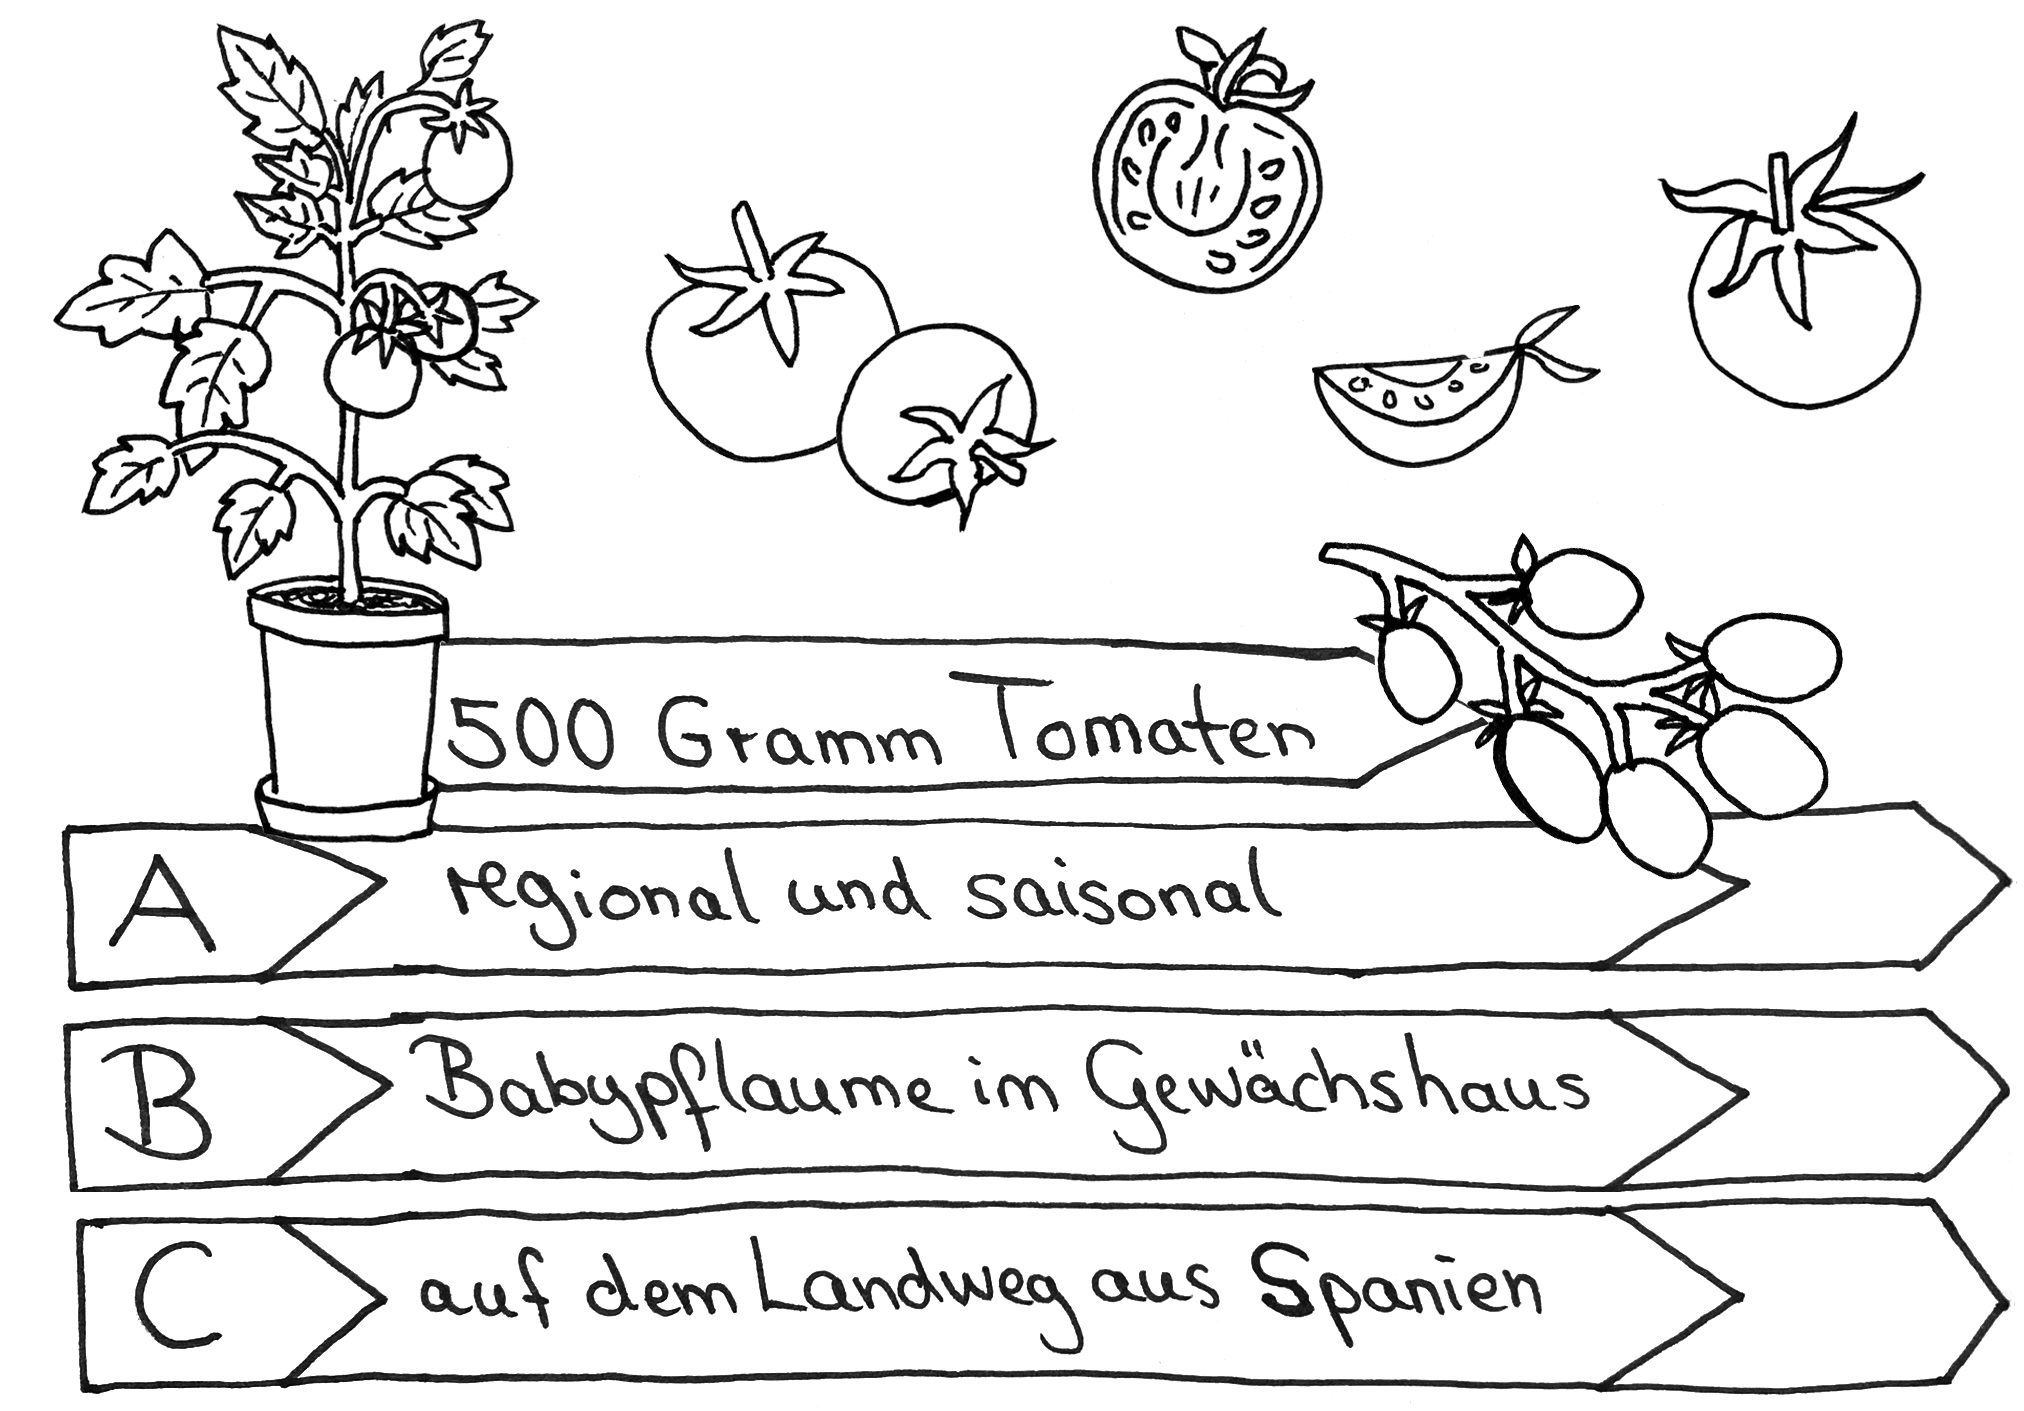 500 Gramm Tomaten
A regional und saisonal
B Babypflaume im Gewächshaus
C auf dem Landweg aus Spanien